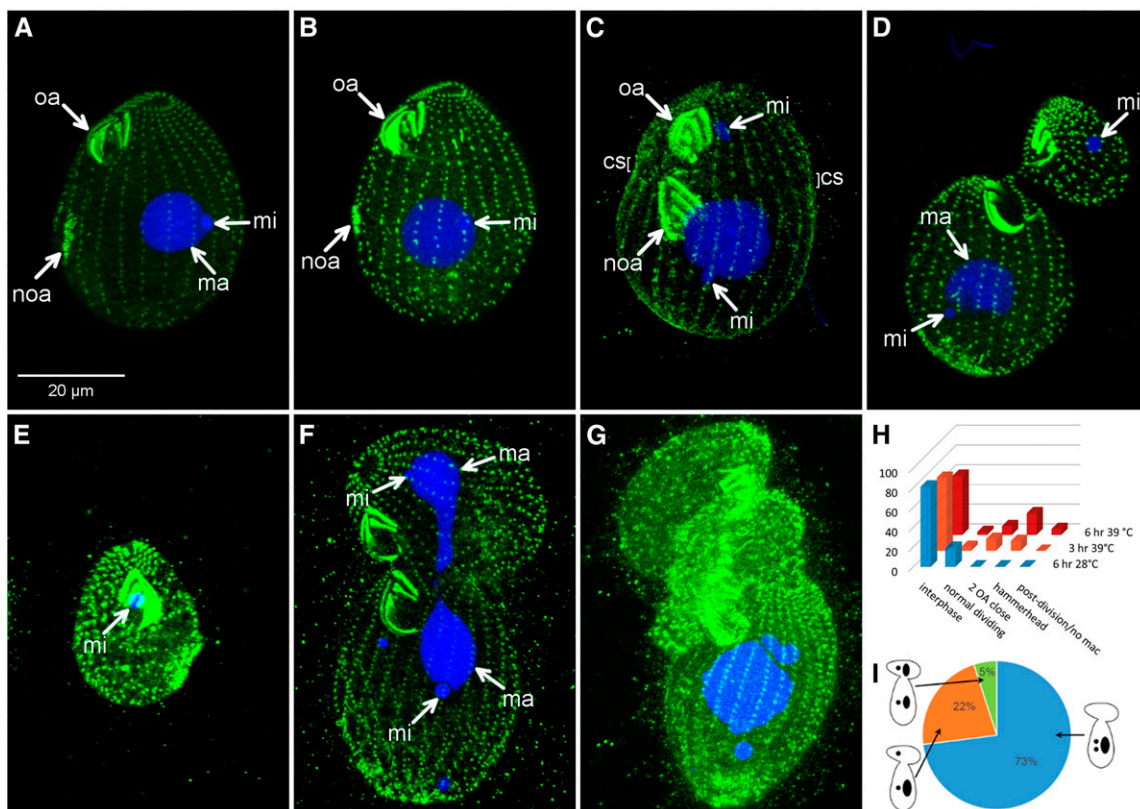 A
oa
noa
mi
ma
20 µm
B
oa
noa
mi
C
oa
mi
CS[
]CS
noa
mi
D
mi
ma
mi
E
mi
F
ma
mi
ma
mi
G
H
100
80
60
40
20
0
6 hr 39 °C
3 hr 39°C
6 hr 28°C
interphase
normal dividing
2 OA close
hammerhead
post-division/no mac
I
5%
22%
73%